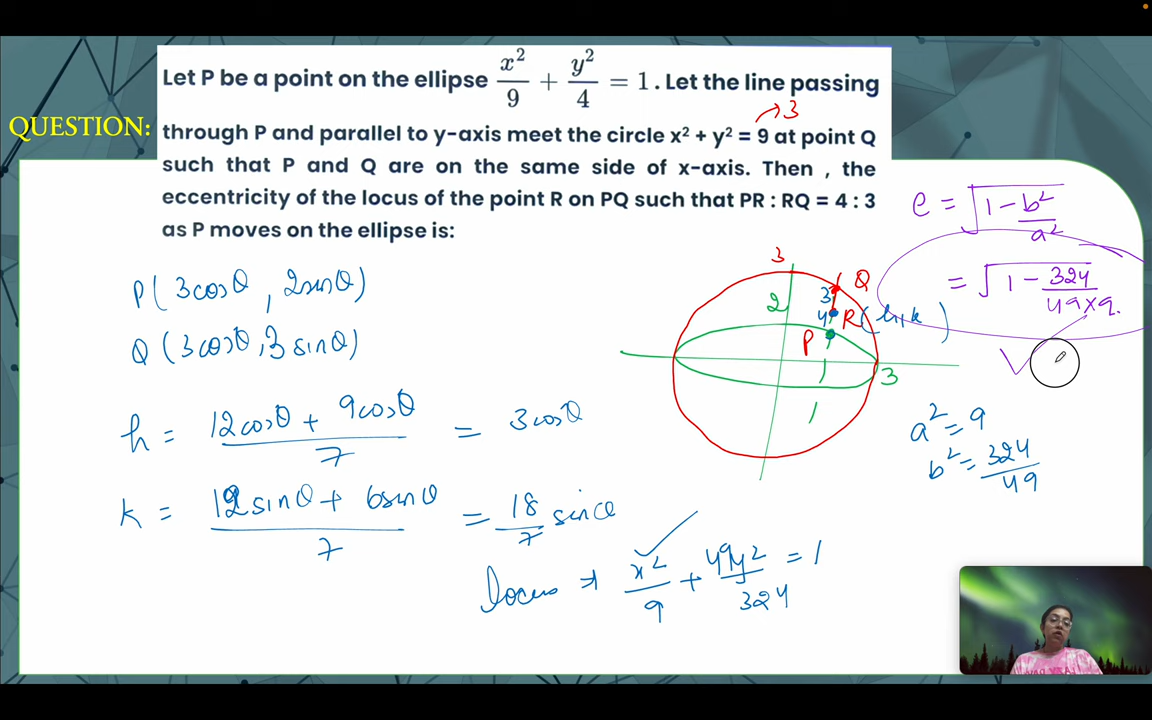 Let P be a point on the ellipse x²/9 + y²/4 = 1. Let the line passing
→3
QUESTION: through P and parallel to y-axis meet the circle x² + y² = 9 at point Q
such that P and Q are on the same side of x-axis. Then , the
eccentricity of the locus of the point R on PQ such that PR : RQ = 4 : 3
as P moves on the ellipse is:
e = √(1 - b²/a²)
= √(1 - 324/(49×9))
P(3cosθ, 2sinθ)
Q(3cosθ, 3sinθ)
3
2
3
4
Q
R(h, k)
P
3
h = (12cosθ + 9cosθ)/7 = 3cosθ
a² = 9
b² = 324/49
k = (12sinθ + 6sinθ)/7 = 18/7 sinθ
locus → x²/9 + 49y²/324 = 1